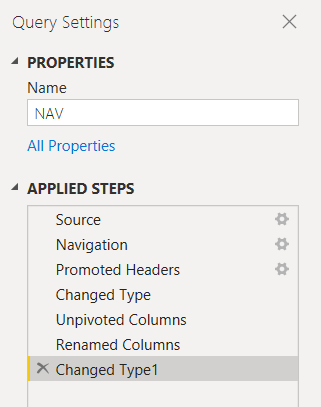 Query Settings
PROPERTIES
Name
NAV
All Properties
APPLIED STEPS
Source
Navigation
Promoted Headers
Changed Type
Unpivoted Columns
Renamed Columns
Changed Type1